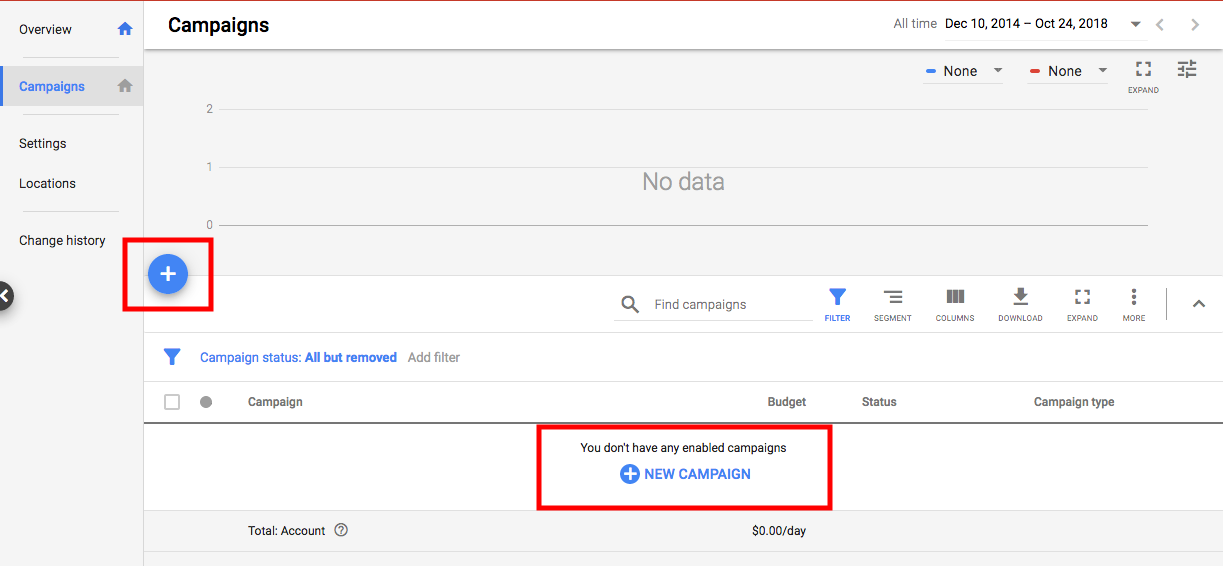 Overview
Campaigns
Settings
Locations
Change history
Campaigns
All time Dec 10, 2014 – Oct 24, 2018
None None
EXPAND
2
1
0
No data
Find campaigns
FILTER SEGMENT COLUMNS DOWNLOAD EXPAND MORE
Campaign status: All but removed Add filter
Campaign Budget Status Campaign type
You don't have any enabled campaigns
NEW CAMPAIGN
Total: Account $0.00/day